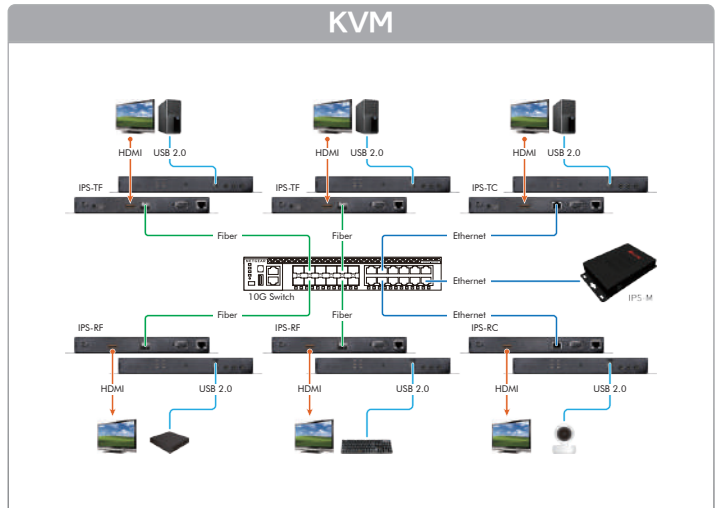 KVM
HDMI USB 2.0 HDMI USB 2.0 HDMI USB 2.0
IPS-TF IPS-TF IPS-TC
Fiber Fiber Ethernet
NETGEAR
Ethernet
10G Switch
IPS-M
Fiber Fiber Ethernet
IPS-RF IPS-RF IPS-RC
HDMI USB 2.0 HDMI USB 2.0 HDMI USB 2.0